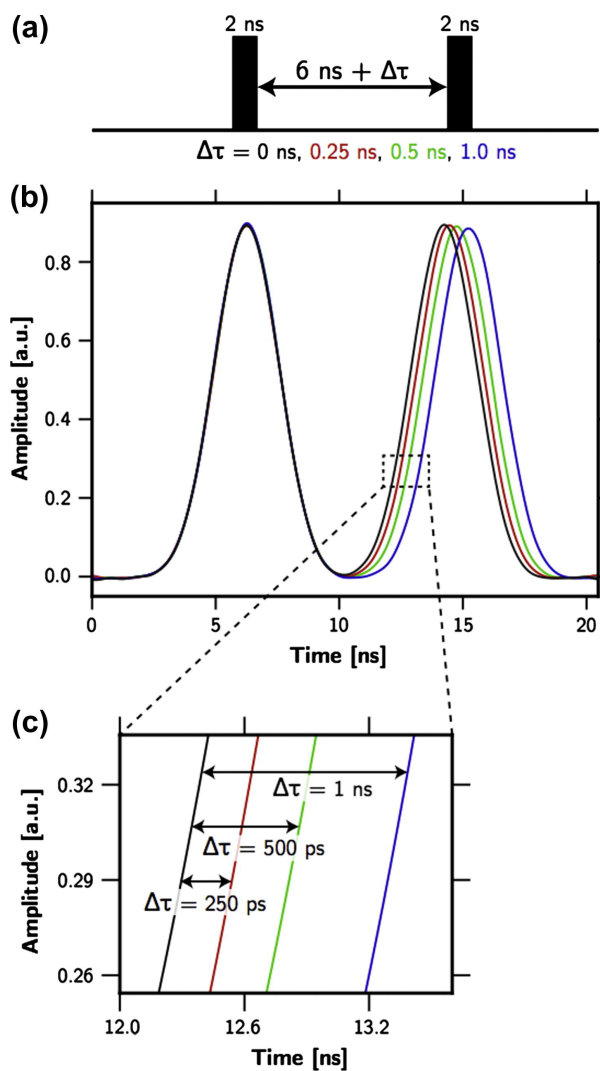 (a)
2 ns 2 ns
6 ns + Δτ
Δτ = 0 ns, 0.25 ns, 0.5 ns, 1.0 ns
(b)
0.8
0.6
0.4
0.2
0.0
Amplitude [a.u.]
0 5 10 15 20
Time [ns]
(c)
0.32
0.29
0.26
Amplitude [a.u.]
Δτ = 1 ns
Δτ = 500 ps
Δτ = 250 ps
12.0 12.6 13.2
Time [ns]